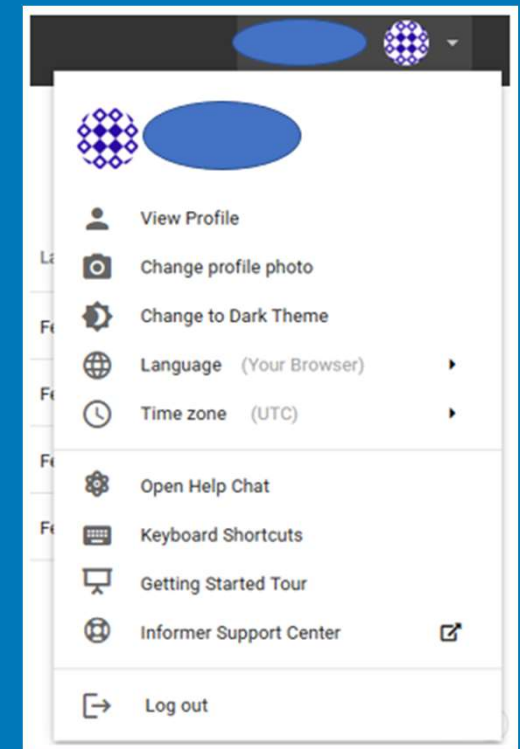 View Profile
Change profile photo
Change to Dark Theme
Language (Your Browser)
Time zone (UTC)
Open Help Chat
Keyboard Shortcuts
Getting Started Tour
Informer Support Center
Log out